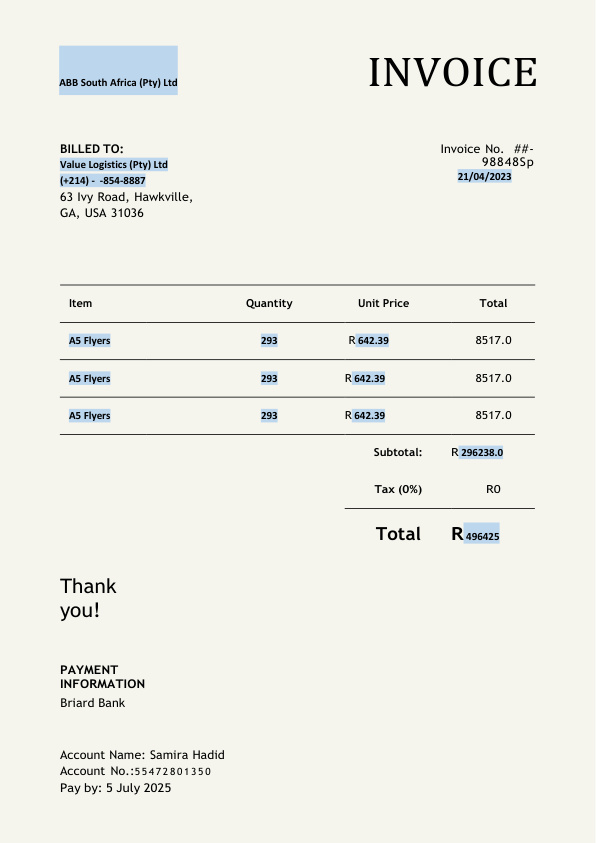 ABB South Africa (Pty) Ltd
INVOICE
BILLED TO:
Value Logistics (Pty) Ltd
(+214) - -854-8887
63 Ivy Road, Hawkville,
GA, USA 31036
Invoice No. ##-
98848Sp
21/04/2023
Item Quantity Unit Price Total
A5 Flyers 293 R 642.39 8517.0
A5 Flyers 293 R 642.39 8517.0
A5 Flyers 293 R 642.39 8517.0
Subtotal: R 296238.0
Tax (0%) R0
Total R 496425
Thank
you!
PAYMENT
INFORMATION
Briard Bank
Account Name: Samira Hadid
Account No.:55472801350
Pay by: 5 July 2025